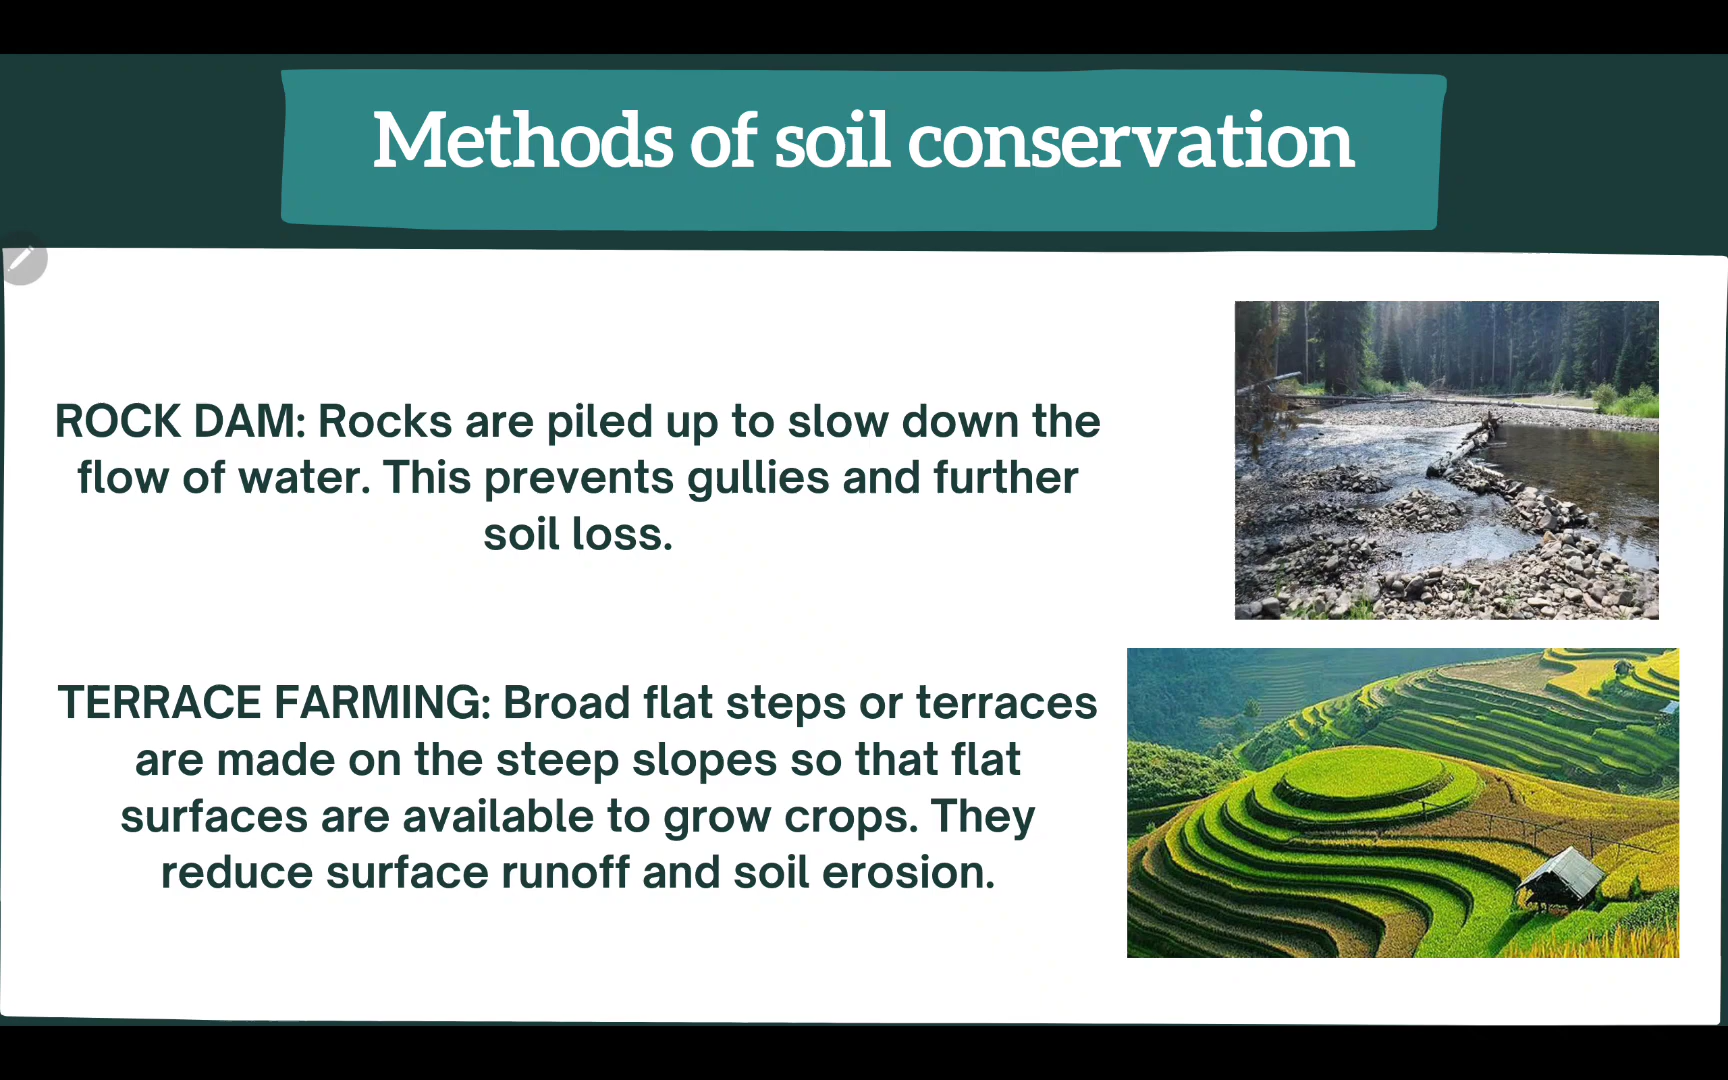 Methods of soil conservation
ROCK DAM: Rocks are piled up to slow down the
flow of water. This prevents gullies and further
soil loss.
TERRACE FARMING: Broad flat steps or terraces
are made on the steep slopes so that flat
surfaces are available to grow crops. They
reduce surface runoff and soil erosion.